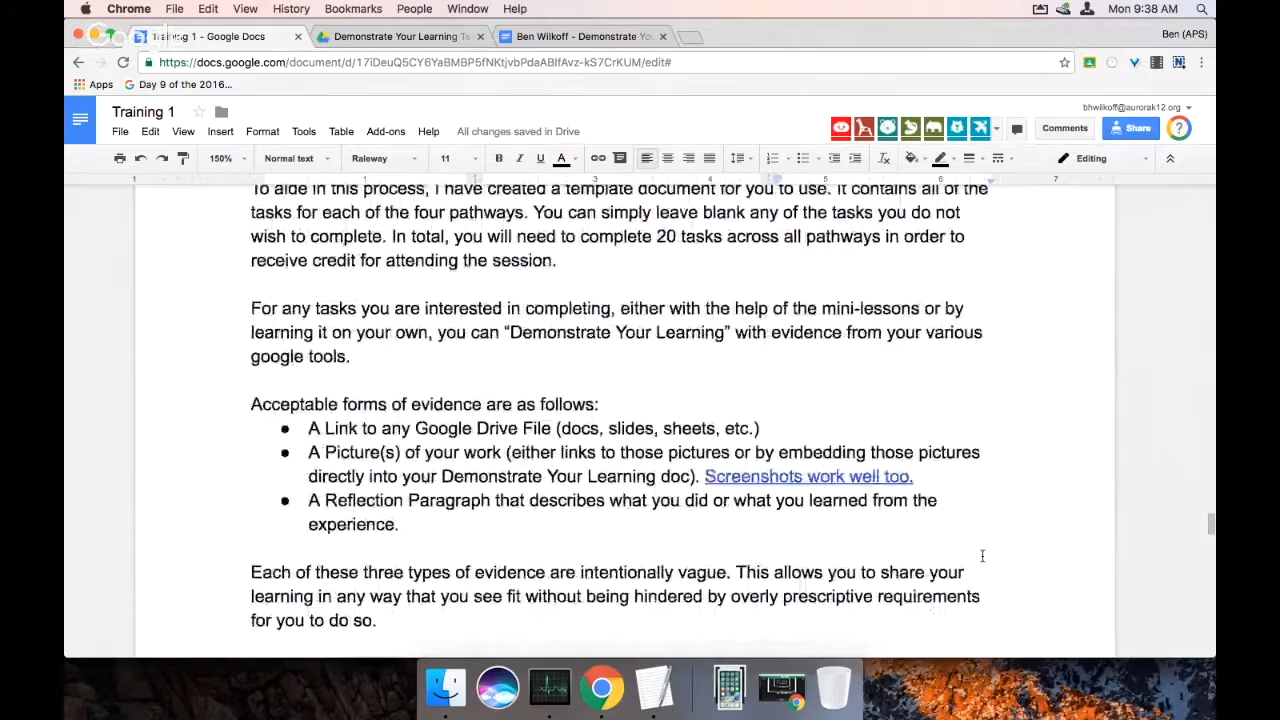 Chrome File Edit View History Bookmarks People Window Help Mon 9:38 AM
Google
Training 1 - Google Docs Demonstrate Your Learning Te Ben Wilkoff - Demonstrate You Ben (APS)
https://docs.google.com/document/d/17iDeuQ5CY6YaBMBP5fNKtjvbPdaABlfAvz-kS7CrKUM/edit#
Apps Day 9 of the 2016...
Training 1 bhwilkoff@aurorak12.org
File Edit View Insert Format Tools Table Add-ons Help All changes saved in Drive Comments Share
150% Normal text Raleway 11 B I U A Editing
1 1 2 3 4 5 6 7
To aide in this process, I have created a template document for you to use. It contains all of the
tasks for each of the four pathways. You can simply leave blank any of the tasks you do not
wish to complete. In total, you will need to complete 20 tasks across all pathways in order to
receive credit for attending the session.
For any tasks you are interested in completing, either with the help of the mini-lessons or by
learning it on your own, you can “Demonstrate Your Learning” with evidence from your various
google tools.
Acceptable forms of evidence are as follows:
● A Link to any Google Drive File (docs, slides, sheets, etc.)
● A Picture(s) of your work (either links to those pictures or by embedding those pictures
directly into your Demonstrate Your Learning doc). Screenshots work well too.
● A Reflection Paragraph that describes what you did or what you learned from the
experience.
Each of these three types of evidence are intentionally vague. This allows you to share your
learning in any way that you see fit without being hindered by overly prescriptive requirements
for you to do so.